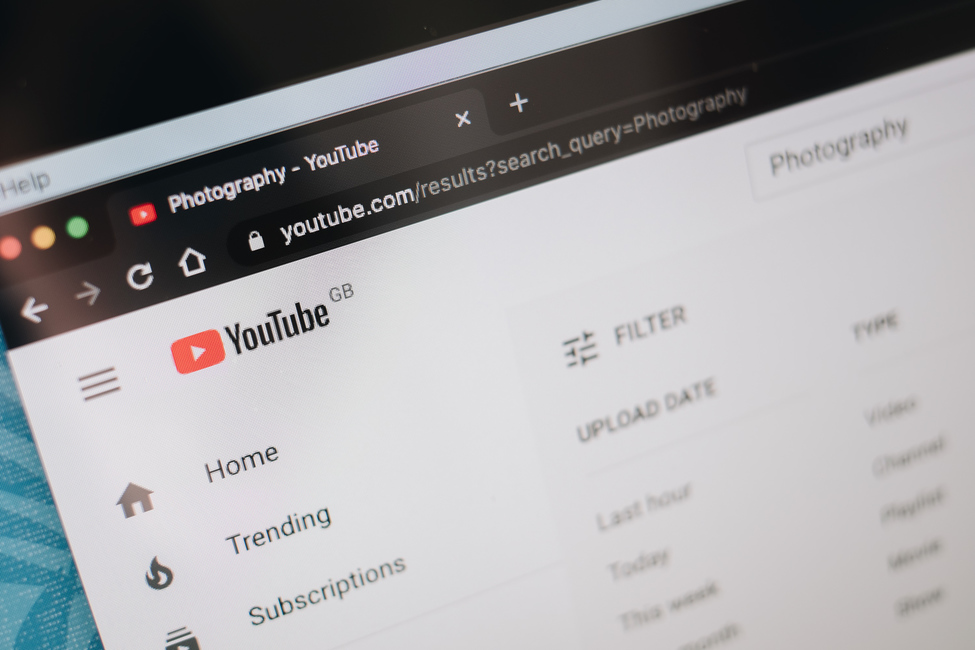 Help
Photography - YouTube
youtube.com/results?search_query=Photography
Photography
YouTube GB
FILTER
Home
Trending
Subscriptions
UPLOAD DATE
Last hour
Today
This week
month
TYPE
Video
Channel
Playlist
Movie
Show